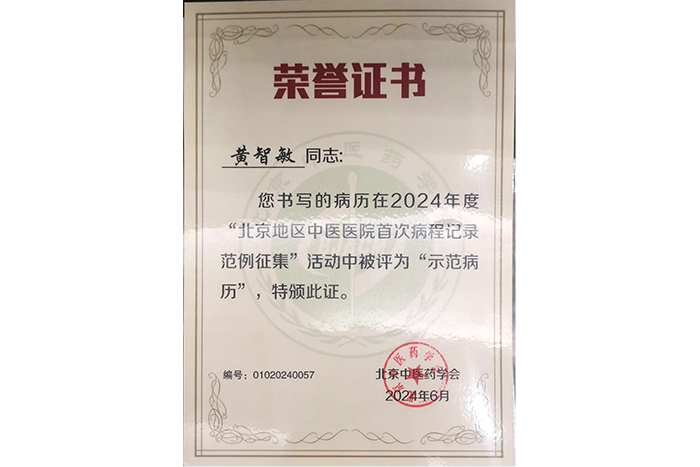 荣誉证书
黄智敏 同志:
您书写的病历在2024年度
“北京地区中医医院首次病程记录
范例征集”活动中被评为“示范病
历”，特颁此证。
编号：01020240057
北京中医药学会
2024年6月